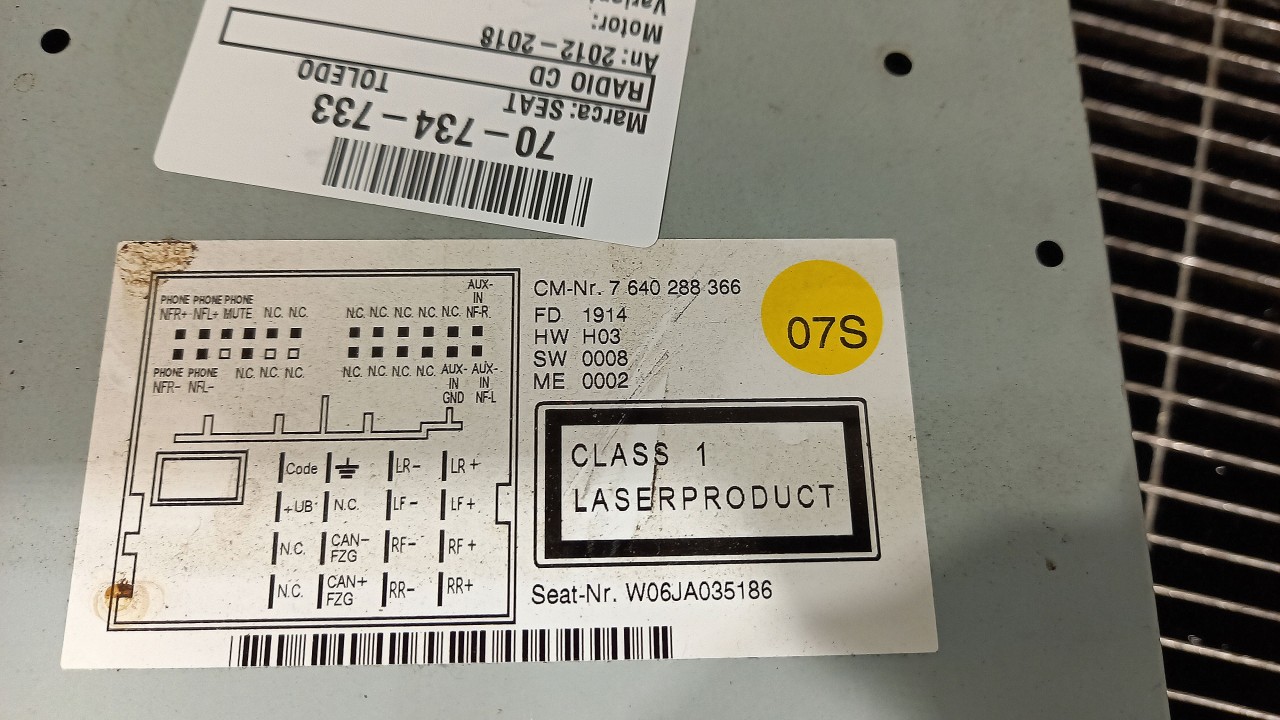 70-734-733
Marca: SEAT TOLEDO
RADIO CD
An: 2012-2018
Motor:
CM-Nr. 7 640 288 366
FD 1914
HW H03
SW 0008
ME 0002
07S
CLASS 1
LASERPRODUCT
Seat-Nr. W06JA035186
AUX-
IN
PHONE PHONE PHONE
NFR+ NFL+ MUTE N.C. N.C. N.C. N.C. N.C. N.C. N.C. NF-R
PHONE PHONE N.C. N.C. N.C. N.C. N.C. N.C. N.C. AUX- AUX-
NFR- NFL- IN IN
GND NF-L
Code LR- LR+
+UB N.C. LF- LF+
N.C. CAN- RF- RF+
FZG
N.C. CAN+ RR- RR+
FZG